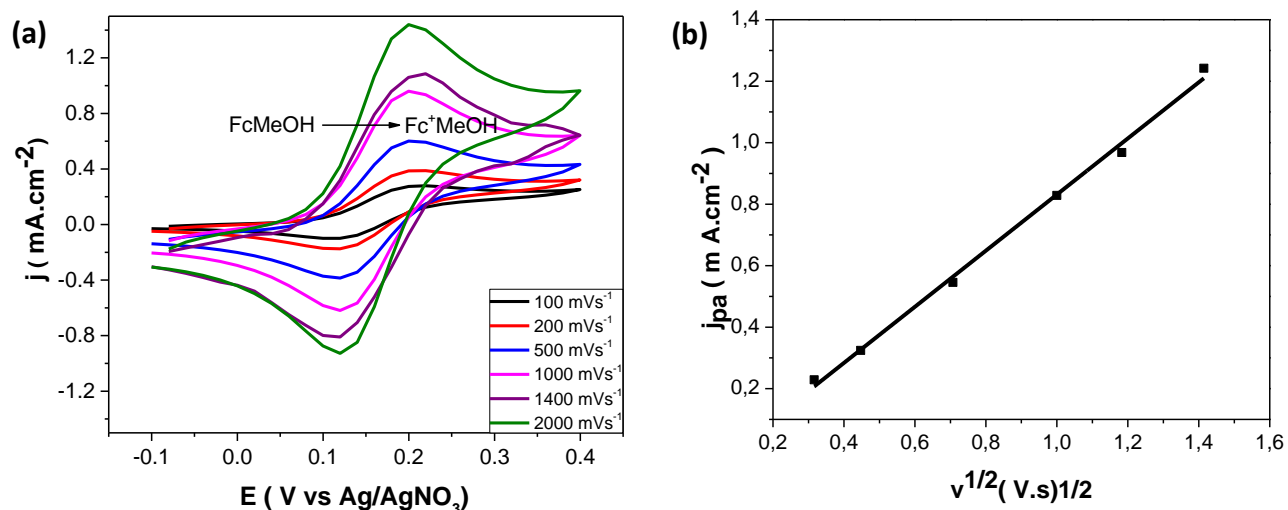 (a)
j ( mA.cm⁻²)
1.2
0.8
0.4
0.0
-0.4
-0.8
-1.2
FcMeOH Fc⁺MeOH
100 mVs⁻¹
200 mVs⁻¹
500 mVs⁻¹
1000 mVs⁻¹
1400 mVs⁻¹
2000 mVs⁻¹
-0.1 0.0 0.1 0.2 0.3 0.4
E ( V vs Ag/AgNO₃)
(b)
jpa ( m A.cm⁻²)
1,4
1,2
1,0
0,8
0,6
0,4
0,2
0,2 0,4 0,6 0,8 1,0 1,2 1,4 1,6
v^1/2( V.s)1/2